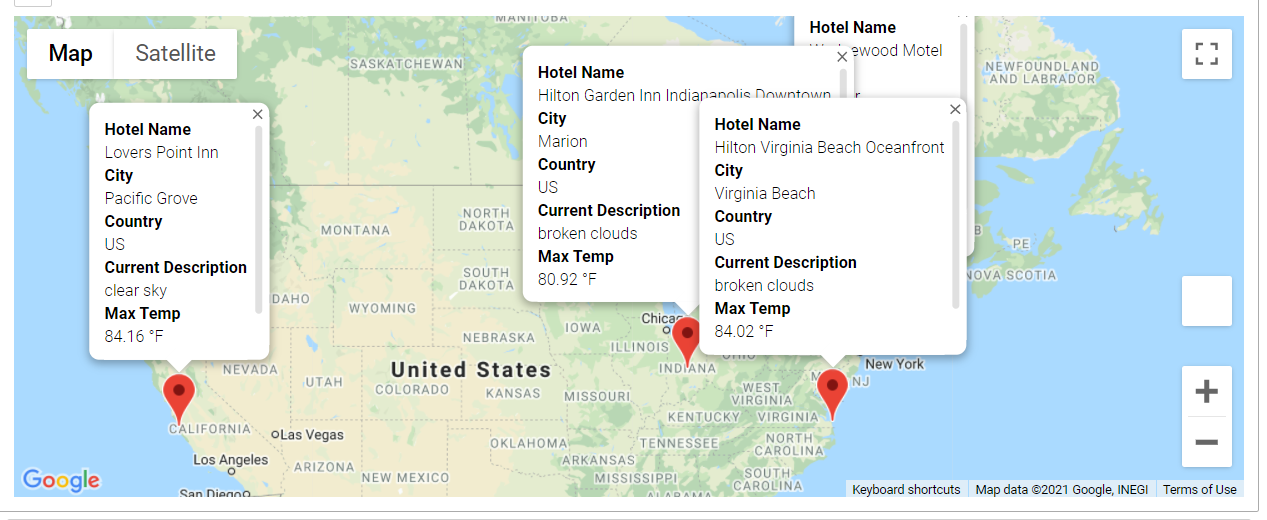 MANITOBA
Map
Satellite
SASKATCHEWAN
Hotel Name
Motel
NEWFOUNDLAND
AND LABRADOR
Hotel Name
Hilton Garden Inn Indianapolis Downtown
City
Marion
Country
US
Current Description
broken clouds
Max Temp
80.92 °F
Hotel Name
Lovers Point Inn
City
Pacific Grove
Country
US
Current Description
clear sky
Max Temp
84.16 °F
Hotel Name
Hilton Virginia Beach Oceanfront
City
Virginia Beach
Country
US
Current Description
broken clouds
Max Temp
84.02 °F
PE
NOVA SCOTIA
NORTH
DAKOTA
MONTANA
SOUTH
DAKOTA
IDAHO
WYOMING
Chicago
IOWA
NEBRASKA
ILLINOIS
OHIO
INDIANA
New York
NEVADA
United States
UTAH
COLORADO
KANSAS
MISSOURI
WEST
VIRGINIA
NJ
KENTUCKY
VIRGINIA
CALIFORNIA
Las Vegas
OKLAHOMA
TENNESSEE
NORTH
CAROLINA
Los Angeles
ARIZONA
NEW MEXICO
ARKANSAS
MISSISSIPPI
SOUTH
CAROLINA
San Diego
ALABAMA
Google
Keyboard shortcuts
Map data ©2021 Google, INEGI
Terms of Use